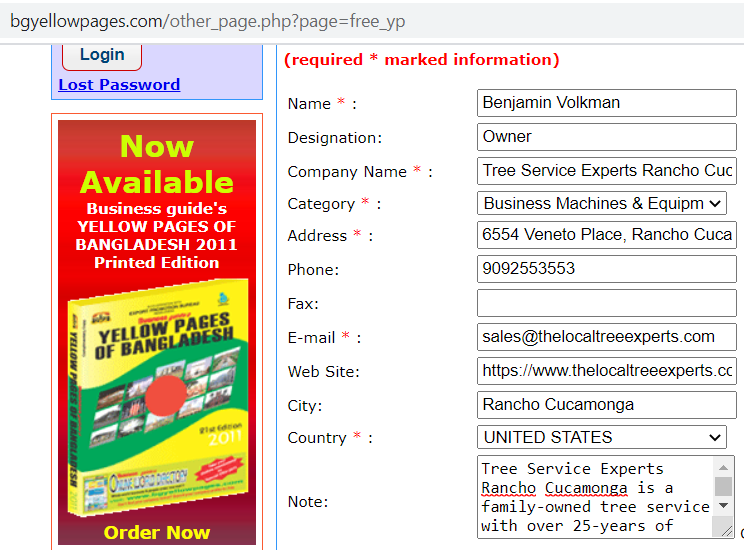 bgyellowpages.com/other_page.php?page=free_yp
Login
Lost Password
Now
Available
Business guide's
YELLOW PAGES OF
BANGLADESH 2011
Printed Edition
YELLOW PAGES
OF BANGLADESH
21st Edition
2011
ONLINE WORLD DIRECTORY
Order Now
(required * marked information)
Name * : Benjamin Volkman
Designation: Owner
Company Name * : Tree Service Experts Rancho Cuc
Category * : Business Machines & Equipm
Address * : 6554 Veneto Place, Rancho Cuca
Phone: 9092553553
Fax:
E-mail * : sales@thelocaltreeexperts.com
Web Site: https://www.thelocaltreeexperts.cc
City: Rancho Cucamonga
Country * : UNITED STATES
Note:
Tree Service Experts
Rancho Cucamonga is a
family-owned tree service
with over 25-years of